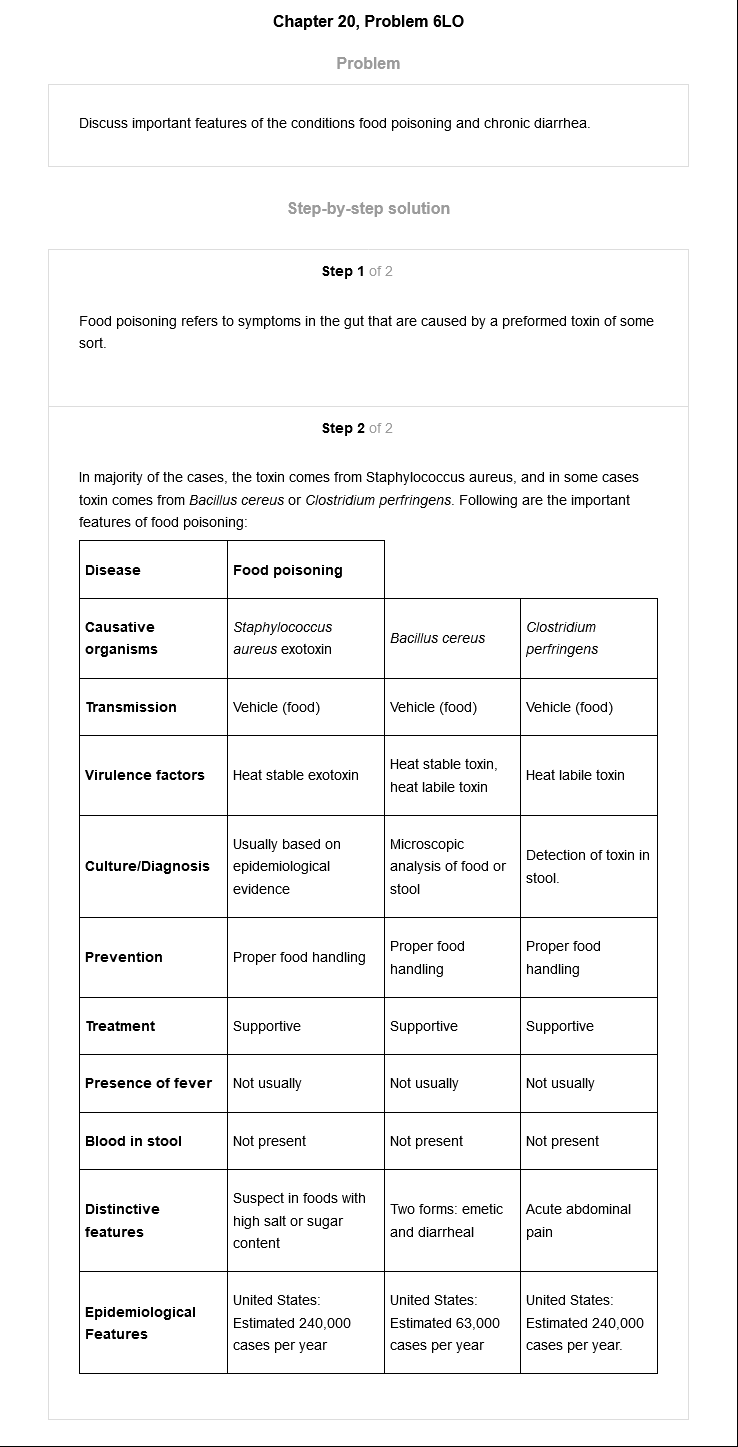 Chapter 20, Problem 6LO
Problem
Discuss important features of the conditions food poisoning and chronic diarrhea.
Step-by-step solution
Step 1 of 2
Food poisoning refers to symptoms in the gut that are caused by a preformed toxin of some
sort.
Step 2 of 2
In majority of the cases, the toxin comes from Staphylococcus aureus, and in some cases
toxin comes from Bacillus cereus or Clostridium perfringens. Following are the important
features of food poisoning:
Disease
Food poisoning
Causative
organisms
Staphylococcus
aureus exotoxin
Bacillus cereus
Clostridium
perfringens
Transmission
Vehicle (food)
Vehicle (food)
Vehicle (food)
Virulence factors
Heat stable exotoxin
Heat stable toxin,
heat labile toxin
Heat labile toxin
Culture/Diagnosis
Usually based on
epidemiological
evidence
Microscopic
analysis of food or
stool
Detection of toxin in
stool.
Prevention
Proper food handling
Proper food
handling
Proper food
handling
Treatment
Supportive
Supportive
Supportive
Presence of fever
Not usually
Not usually
Not usually
Blood in stool
Not present
Not present
Not present
Distinctive
features
Suspect in foods with
high salt or sugar
content
Two forms: emetic
and diarrheal
Acute abdominal
pain
Epidemiological
Features
United States:
Estimated 240,000
cases per year
United States:
Estimated 63,000
cases per year
United States:
Estimated 240,000
cases per year.